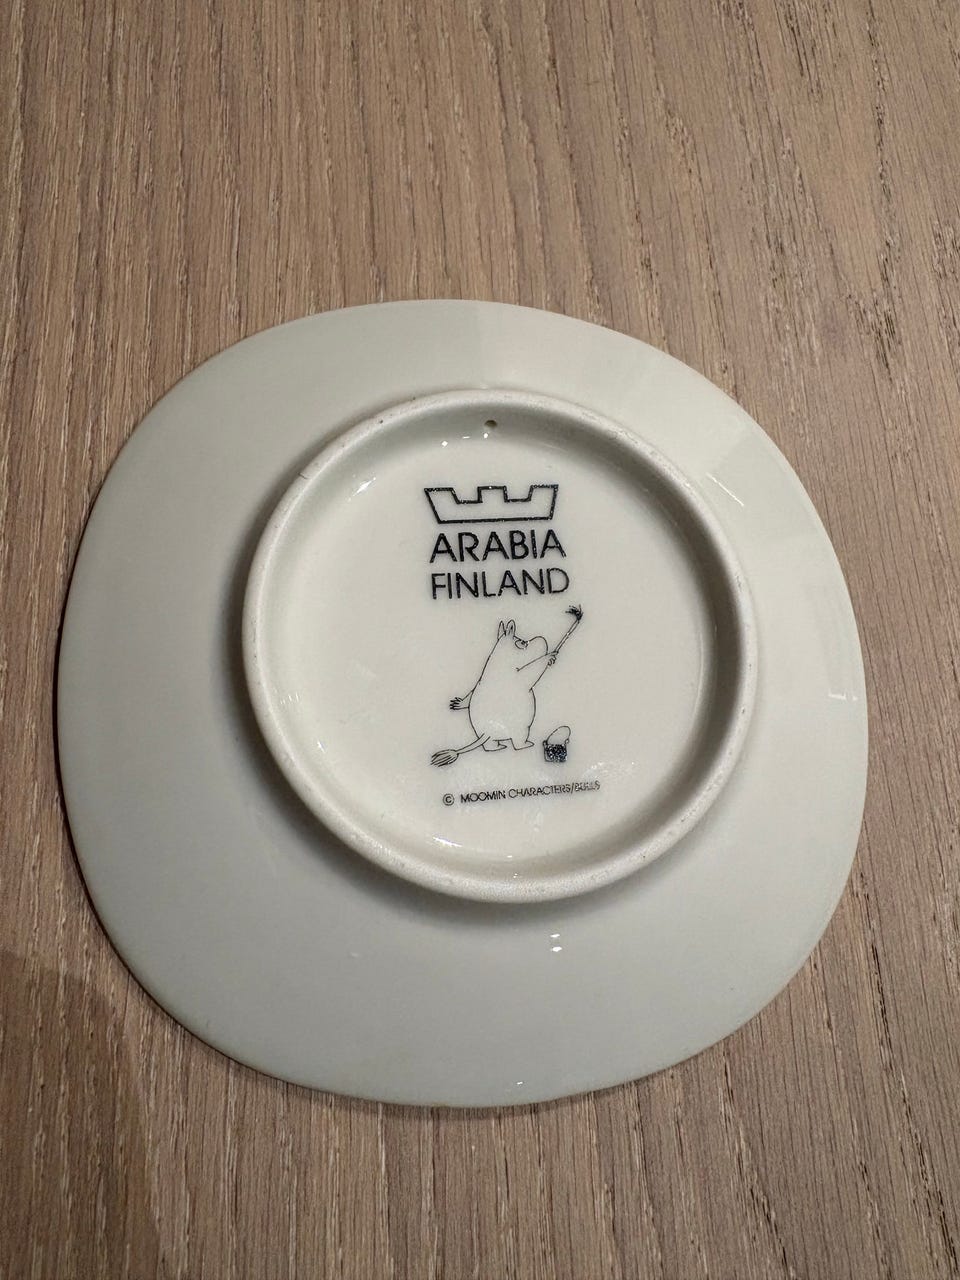 ARABIA
FINLAND
© MOOMIN CHARACTERS/BULLS